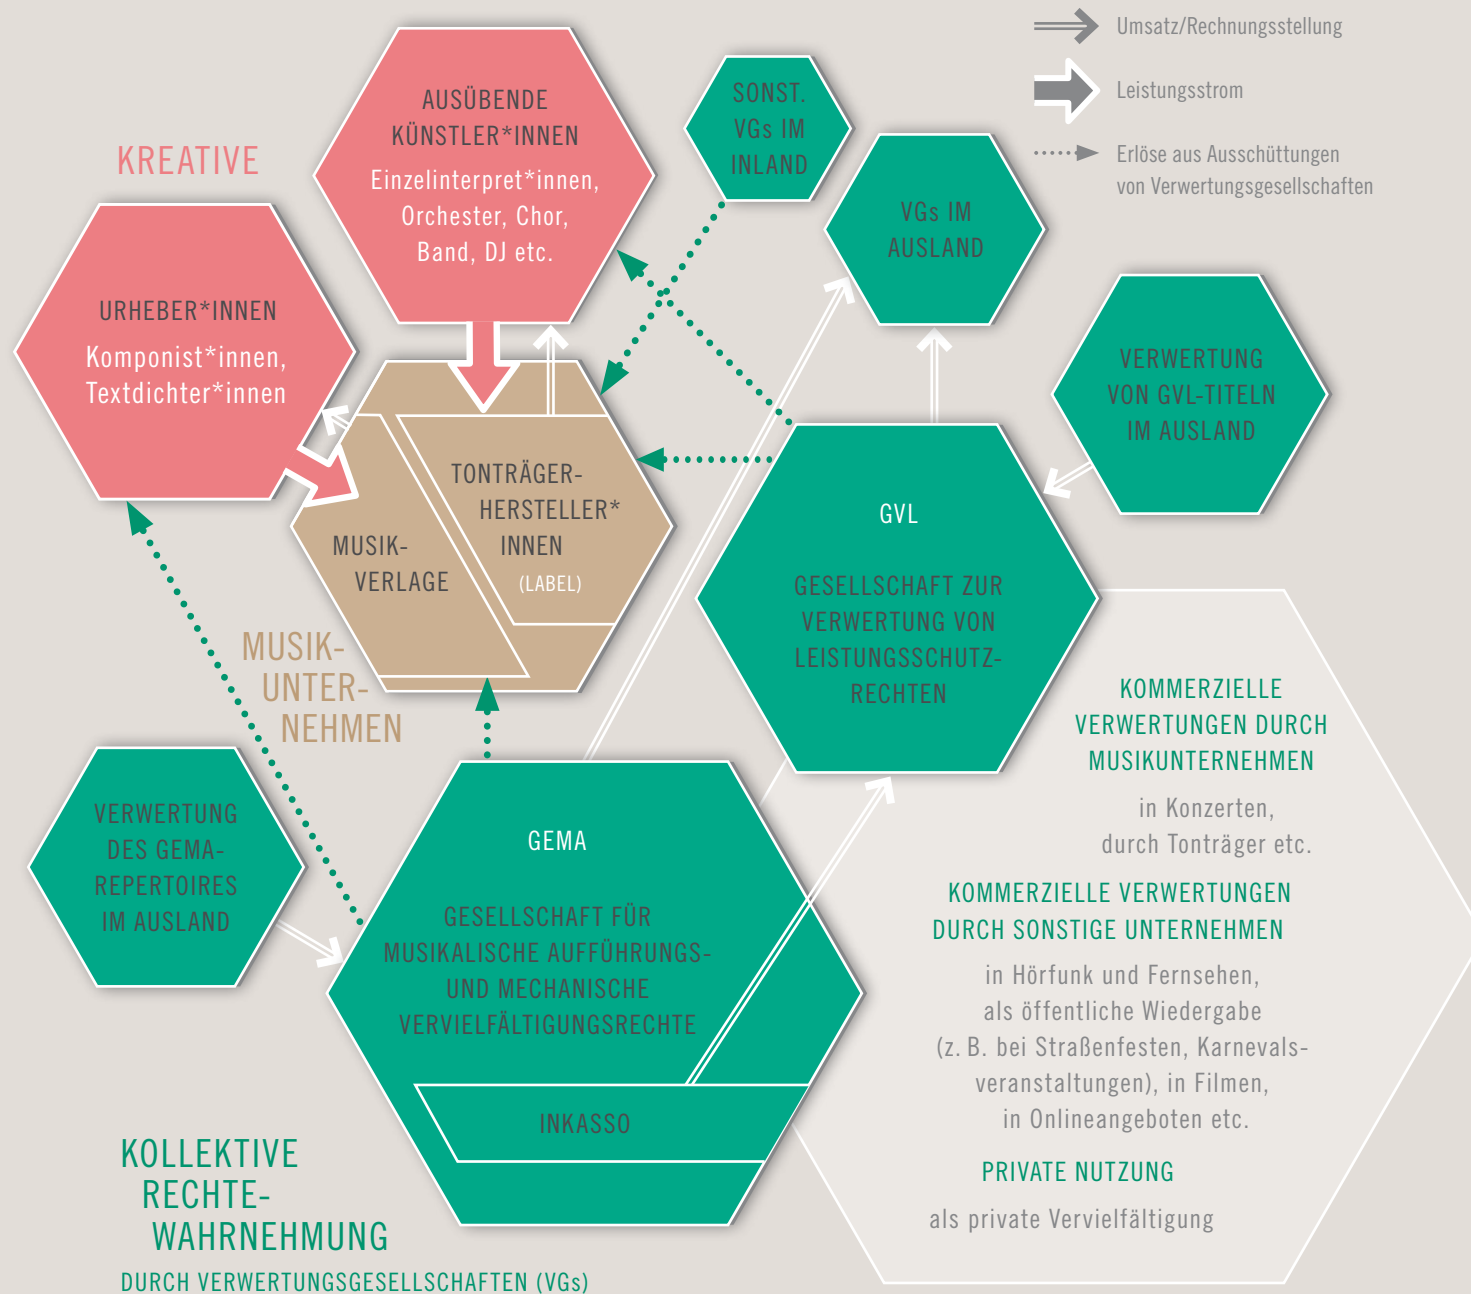 Umsatz/Rechnungsstellung
Leistungsstrom
Erlöse aus Ausschüttungen
von Verwertungsgesellschaften
KREATIVE
AUSÜBENDE
KÜNSTLER*INNEN
Einzelinterpret*innen,
Orchester, Chor,
Band, DJ etc.
SONST.
VGs IM
INLAND
VGs IM
AUSLAND
URHEBER*INNEN
Komponist*innen,
Textdichter*innen
VERWERTUNG
VON GVL-TITELN
IM AUSLAND
TONTRÄGER-
HERSTELLER*
INNEN
(LABEL)
MUSIK-
VERLAGE
GVL
GESELLSCHAFT ZUR
VERWERTUNG VON
LEISTUNGSSCHUTZ-
RECHTEN
MUSIK-
UNTER-
NEHMEN
VERWERTUNG
DES GEMA-
REPERTOIRES
IM AUSLAND
GEMA
GESELLSCHAFT FÜR
MUSIKALISCHE AUFFÜHRUNGS-
UND MECHANISCHE
VERVIELFÄLTIGUNGSRECHTE
INKASSO
KOMMERZIELLE
VERWERTUNGEN DURCH
MUSIKUNTERNEHMEN
in Konzerten,
durch Tonträger etc.
KOMMERZIELLE VERWERTUNGEN
DURCH SONSTIGE UNTERNEHMEN
in Hörfunk und Fernsehen,
als öffentliche Wiedergabe
(z. B. bei Straßenfesten, Karnevals-
veranstaltungen), in Filmen,
in Onlineangeboten etc.
PRIVATE NUTZUNG
als private Vervielfältigung
KOLLEKTIVE
RECHTE-
WAHRNEHMUNG
DURCH VERWERTUNGSGESELLSCHAFTEN (VGs)